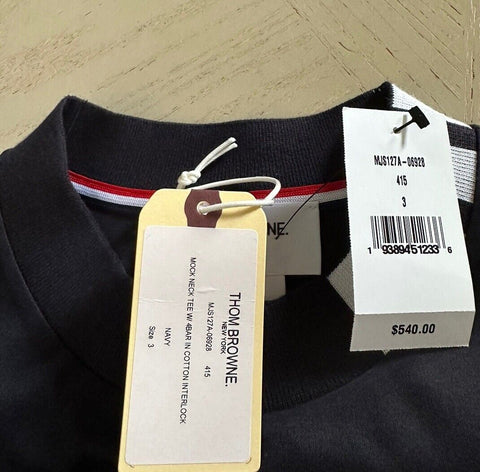 THOM BROWNE.
NEW YORK
MJS127A-06928 415
MOCK NECK TEE W/ 4BAR IN COTTON INTERLOCK
NAVY
Size 3
NE.
MJS127A-06928
415
3
1 93894 51233 6
$540.00